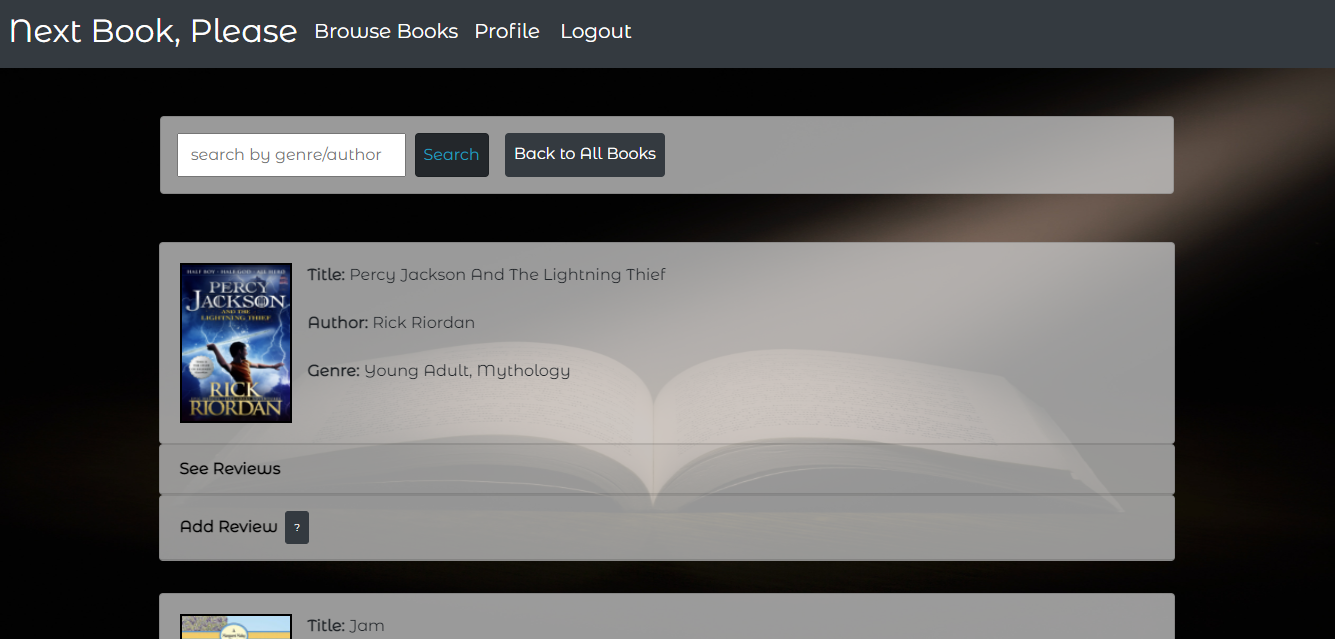 Next Book, Please Browse Books Profile Logout
search by genre/author Search Back to All Books
HALF BOY · HALF GOD · ALL HERO
PERCY
JACKSON
AND THE
LIGHTNING THIEF
RICK
RIORDAN
Title: Percy Jackson And The Lightning Thief
Author: Rick Riordan
Genre: Young Adult, Mythology
See Reviews
Add Review ?
Title: Jam